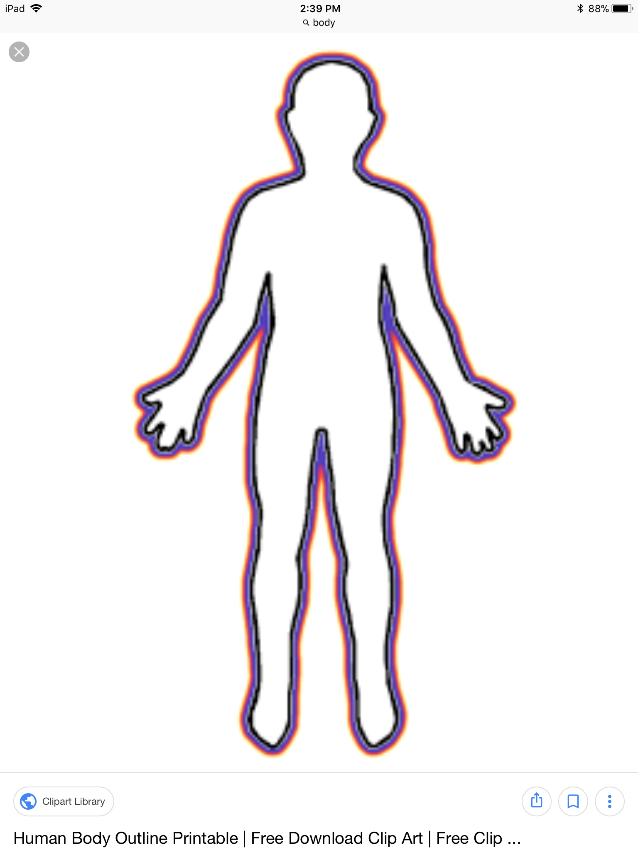 iPad 2:39 PM 88%
body
Clipart Library
Human Body Outline Printable | Free Download Clip Art | Free Clip ...